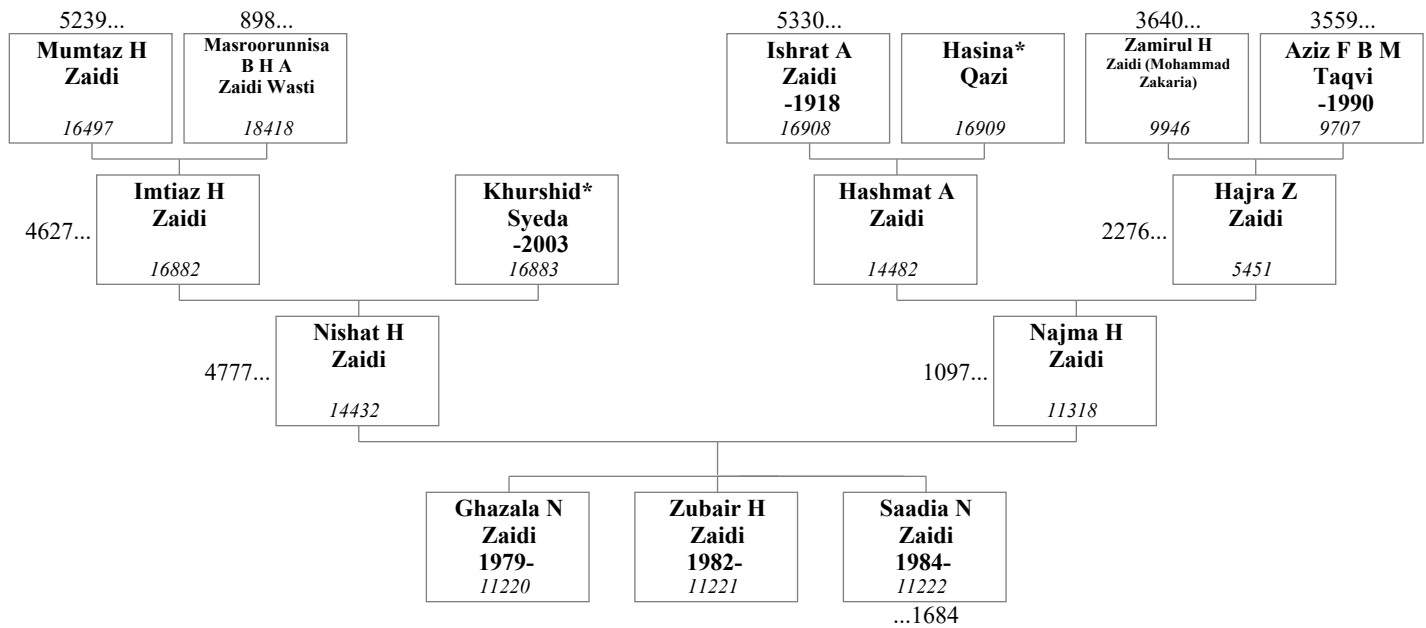 5239...
898...
5330...
3640...
3559...
Mumtaz H
Zaidi
16497
Masroorunnisa
B H A
Zaidi Wasti
18418
Ishrat A
Zaidi
-1918
16908
Hasina*
Qazi
16909
Zamirul H
Zaidi (Mohammad
Zakaria)
9946
Aziz F B M
Taqvi
-1990
9707
4627...
Imtiaz H
Zaidi
16882
Khurshid*
Syeda
-2003
16883
Hashmat A
Zaidi
14482
2276...
Hajra Z
Zaidi
5451
4777...
Nishat H
Zaidi
14432
1097...
Najma H
Zaidi
11318
Ghazala N
Zaidi
1979-
11220
Zubair H
Zaidi
1982-
11221
Saadia N
Zaidi
1984-
11222
...1684